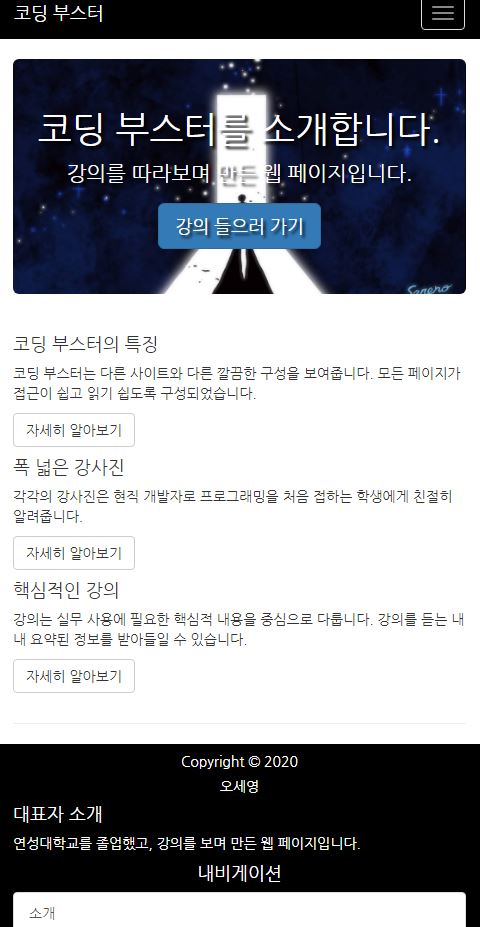 코딩 부스터
코딩 부스터를 소개합니다.
강의를 따라보며 만든 웹 페이지입니다.
강의 들으러 가기
코딩 부스터의 특징
코딩 부스터는 다른 사이트와 다른 깔끔한 구성을 보여줍니다. 모든 페이지가
접근이 쉽고 읽기 쉽도록 구성되었습니다.
자세히 알아보기
폭 넓은 강사진
각각의 강사진은 현직 개발자로 프로그래밍을 처음 접하는 학생에게 친절히
알려줍니다.
자세히 알아보기
핵심적인 강의
강의는 실무 사용에 필요한 핵심적 내용을 중심으로 다룹니다. 강의를 듣는 내
내 요약된 정보를 받아들일 수 있습니다.
자세히 알아보기
Copyright © 2020
오세영
대표자 소개
연성대학교를 졸업했고, 강의를 보며 만든 웹 페이지입니다.
내비게이션
소개